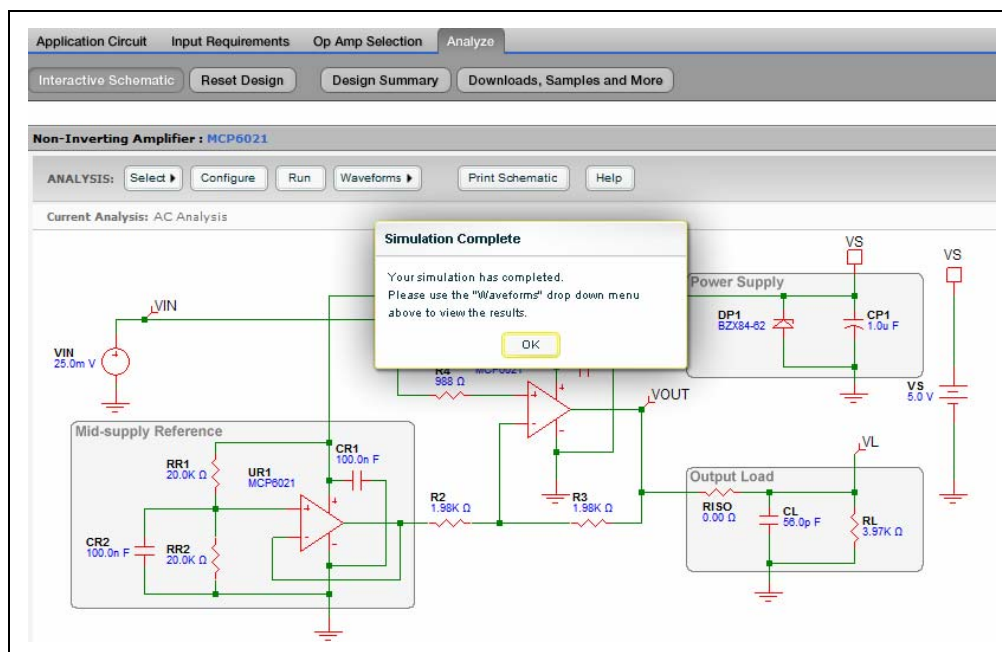 Application Circuit Input Requirements Op Amp Selection Analyze
Interactive Schematic Reset Design Design Summary Downloads, Samples and More
Non-Inverting Amplifier : MCP6021
ANALYSIS: Select Configure Run Waveforms Print Schematic Help
Current Analysis: AC Analysis
Simulation Complete
Your simulation has completed.
Please use the "Waveforms" drop down menu
above to view the results.
OK
VIN
VIN
25.0m V
R4
988 Ω
MCP6021
VOUT
Power Supply
VS
DP1
BZX84-62
CP1
1.0u F
VS
VS
5.0 V
Mid-supply Reference
RR1
20.0K Ω
UR1
MCP6021
CR1
100.0n F
CR2
100.0n F
RR2
20.0K Ω
R2
1.98K Ω
R3
1.98K Ω
VL
Output Load
RISO
0.00 Ω
CL
56.0p F
RL
3.97K Ω